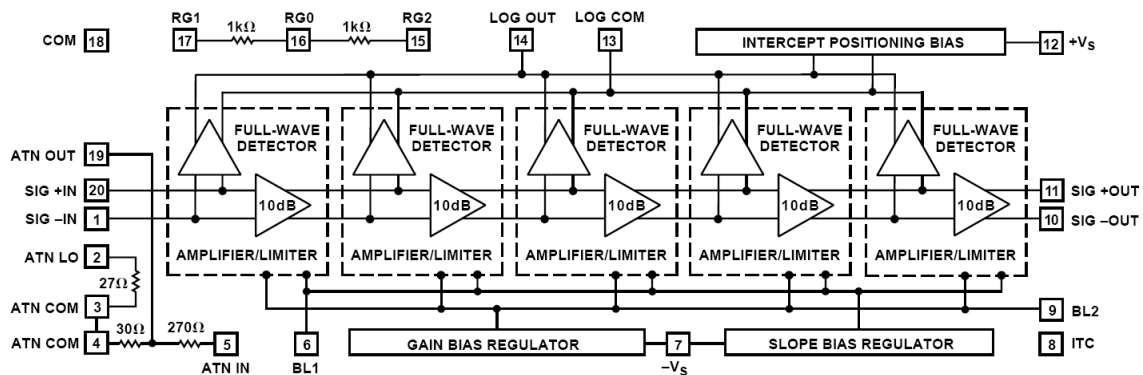 RG1 RG0 RG2 LOG OUT LOG COM
1kΩ 1kΩ
COM 18 17 16 15 14 13 INTERCEPT POSITIONING BIAS 12 +VS
FULL-WAVE DETECTOR FULL-WAVE DETECTOR FULL-WAVE DETECTOR FULL-WAVE DETECTOR FULL-WAVE DETECTOR
ATN OUT 19
SIG +IN 20 11 SIG +OUT
10dB 10dB 10dB 10dB 10dB
SIG –IN 1 10 SIG –OUT
AMPLIFIER/LIMITER AMPLIFIER/LIMITER AMPLIFIER/LIMITER AMPLIFIER/LIMITER AMPLIFIER/LIMITER
ATN LO 2
27Ω
ATN COM 3 9 BL2
30Ω 270Ω
ATN COM 4 5 6 GAIN BIAS REGULATOR 7 SLOPE BIAS REGULATOR 8 ITC
ATN IN BL1 –VS